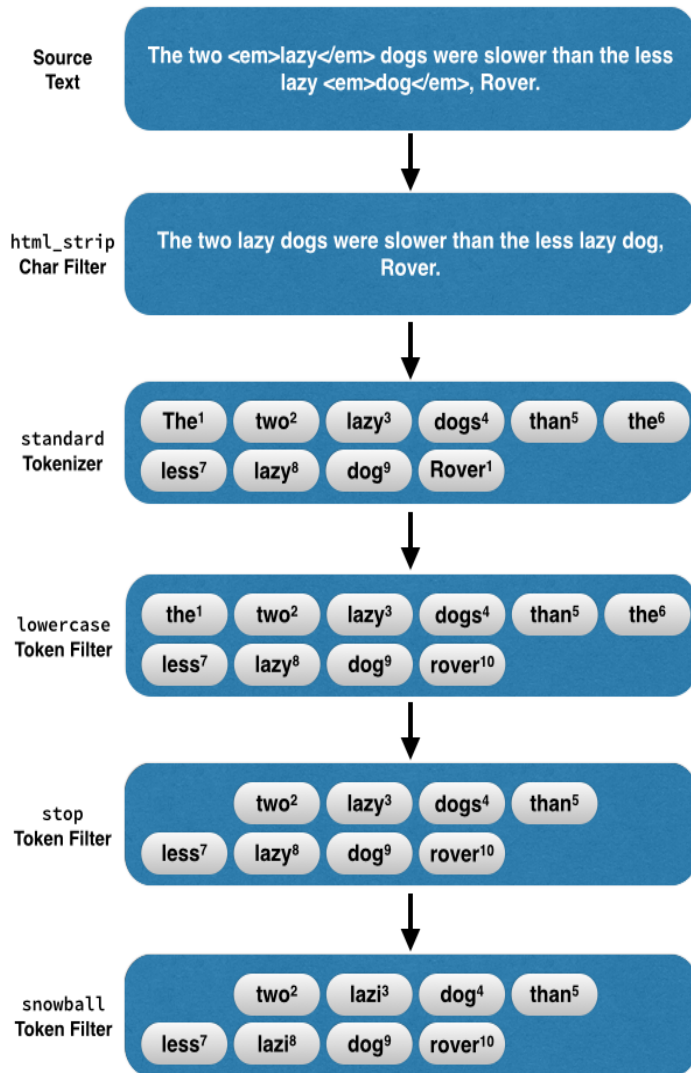 Source
Text
The two <em>lazy</em> dogs were slower than the less
lazy <em>dog</em>, Rover.
html_strip
Char Filter
The two lazy dogs were slower than the less lazy dog,
Rover.
standard
Tokenizer
The¹ two² lazy³ dogs⁴ than⁵ the⁶
less⁷ lazy⁸ dog⁹ Rover¹
lowercase
Token Filter
the¹ two² lazy³ dogs⁴ than⁵ the⁶
less⁷ lazy⁸ dog⁹ rover¹⁰
stop
Token Filter
two² lazy³ dogs⁴ than⁵
less⁷ lazy⁸ dog⁹ rover¹⁰
snowball
Token Filter
two² lazi³ dog⁴ than⁵
less⁷ lazi⁸ dog⁹ rover¹⁰